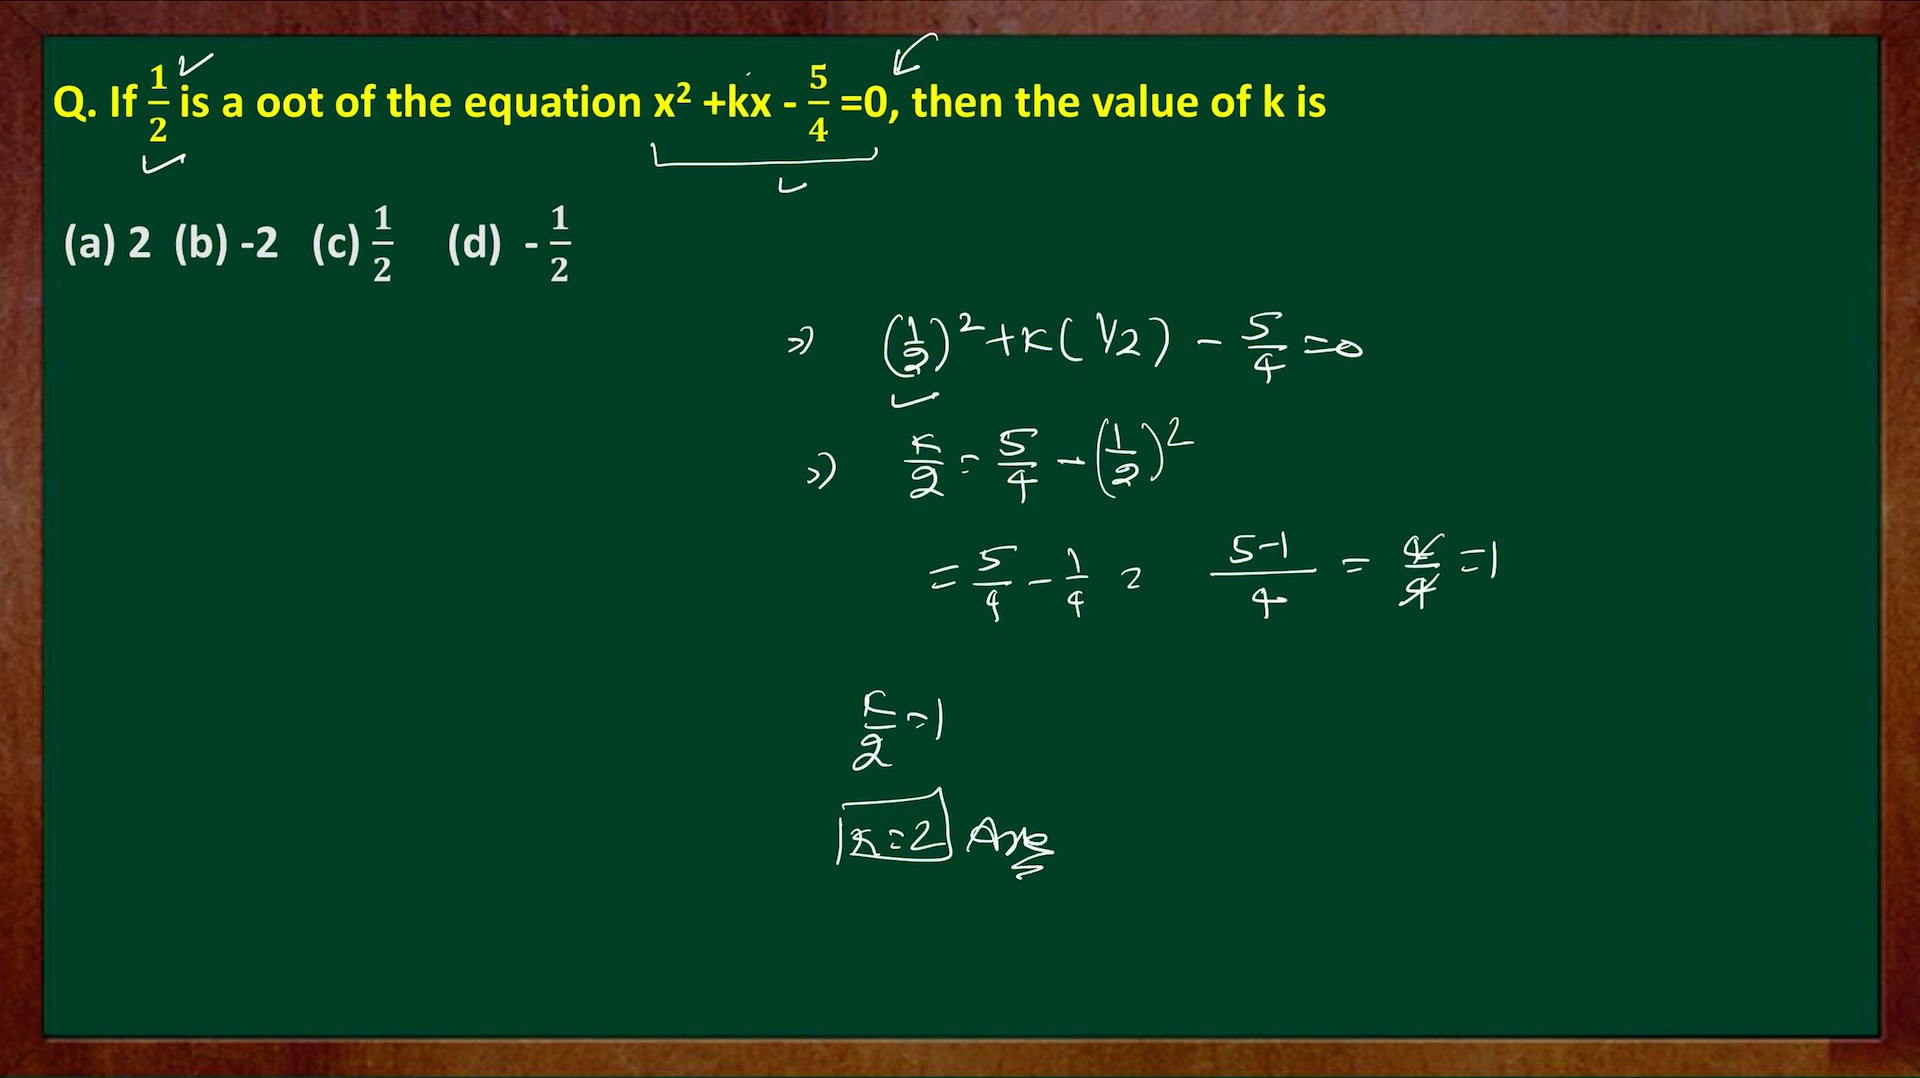 Q. If 1/2 is a oot of the equation x² +kx - 5/4 =0, then the value of k is
(a) 2 (b) -2 (c) 1/2 (d) - 1/2
⇒ (1/2)² + K(1/2) - 5/4 = 0
⇒ K/2 = 5/4 - (1/2)²
= 5/4 - 1/4 = 5-1/4 = 4/4 = 1
K/2 = 1
K = 2 Ans